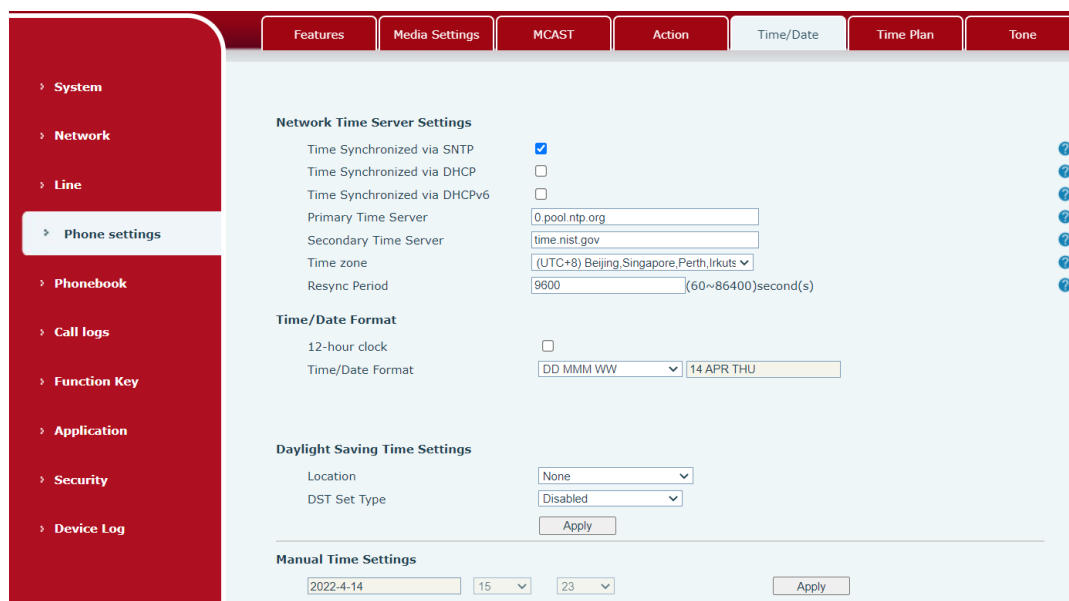 Features Media Settings MCAST Action Time/Date Time Plan Tone
System
Network
Line
Phone settings
Phonebook
Call logs
Function Key
Application
Security
Device Log
Network Time Server Settings
Time Synchronized via SNTP
Time Synchronized via DHCP
Time Synchronized via DHCPv6
Primary Time Server 0.pool.ntp.org
Secondary Time Server time.nist.gov
Time zone (UTC+8) Beijing,Singapore,Perth,Irkuts
Resync Period 9600 (60~86400)second(s)
Time/Date Format
12-hour clock
Time/Date Format DD MMM WW 14 APR THU
Daylight Saving Time Settings
Location None
DST Set Type Disabled
Apply
Manual Time Settings
2022-4-14 15 23 Apply